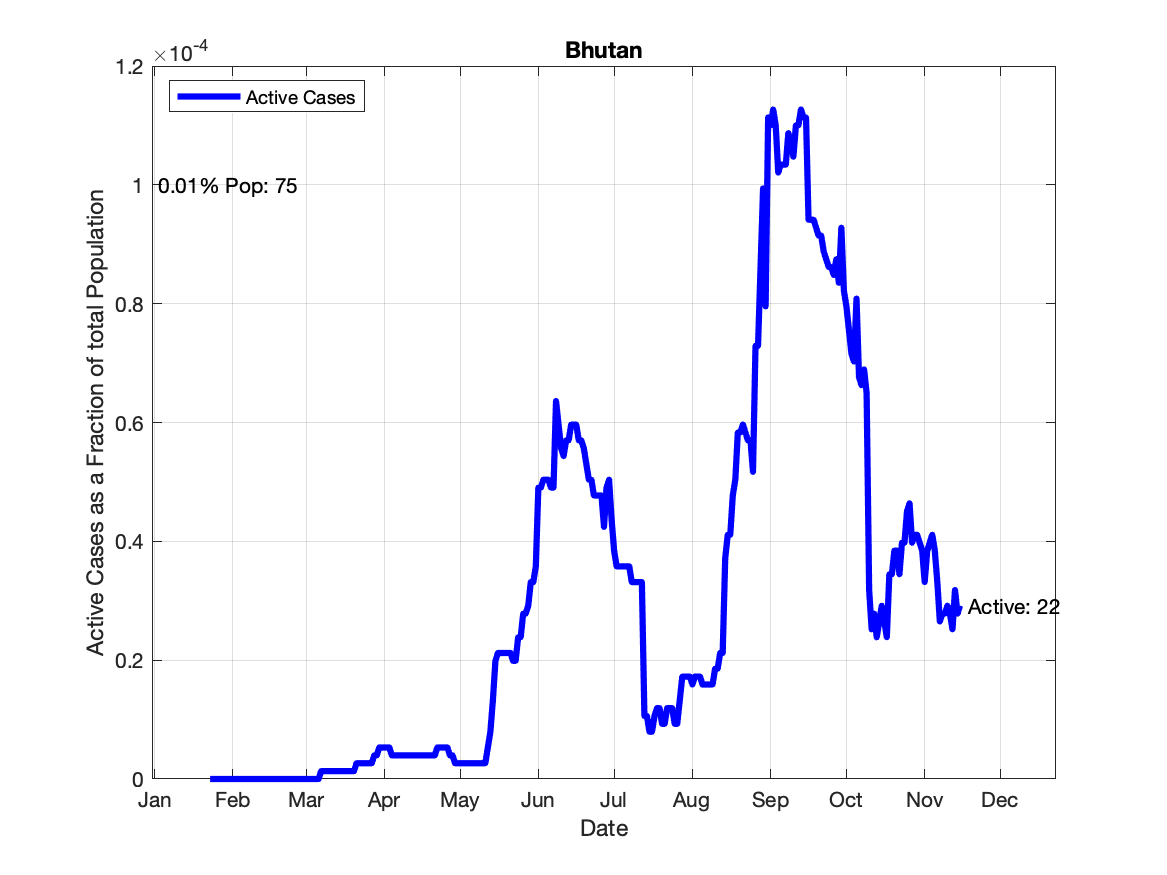 Bhutan
×10-4
1.2
1
0.8
0.6
0.4
0.2
0
Active Cases
0.01% Pop: 75
Active: 22
Active Cases as a Fraction of total Population
Jan Feb Mar Apr May Jun Jul Aug Sep Oct Nov Dec
Date